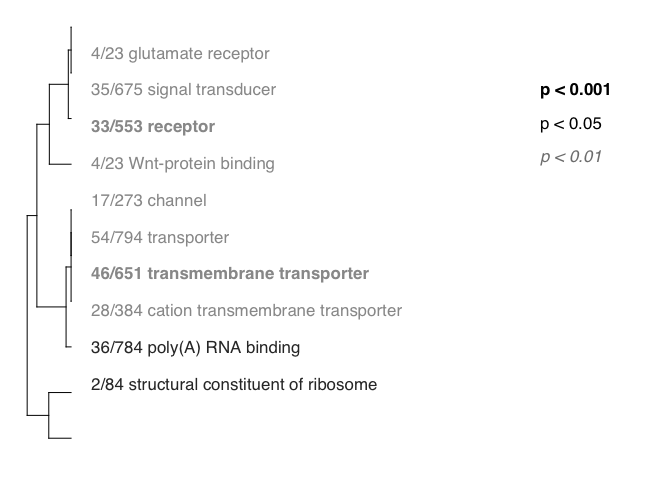 4/23 glutamate receptor
35/675 signal transducer
33/553 receptor
4/23 Wnt-protein binding
17/273 channel
54/794 transporter
46/651 transmembrane transporter
28/384 cation transmembrane transporter
36/784 poly(A) RNA binding
2/84 structural constituent of ribosome
p < 0.001
p < 0.05
p < 0.01